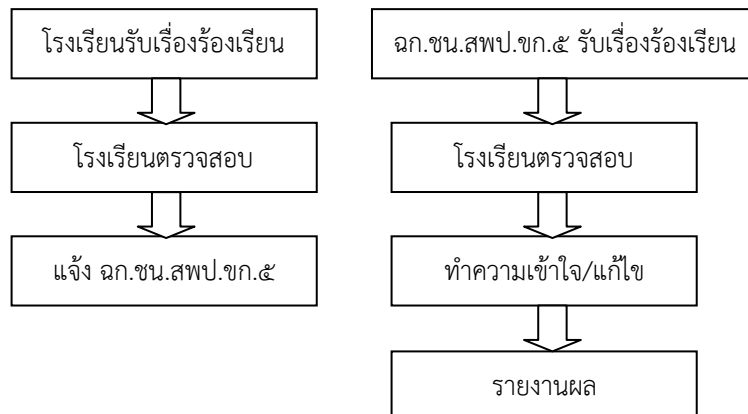 โรงเรียนรับเรื่องร้องเรียน
โรงเรียนตรวจสอบ
แจ้ง ฉก.ชน.สพป.ขก.๕
ฉก.ชน.สพป.ขก.๕ รับเรื่องร้องเรียน
โรงเรียนตรวจสอบ
ทำความเข้าใจ/แก้ไข
รายงานผล